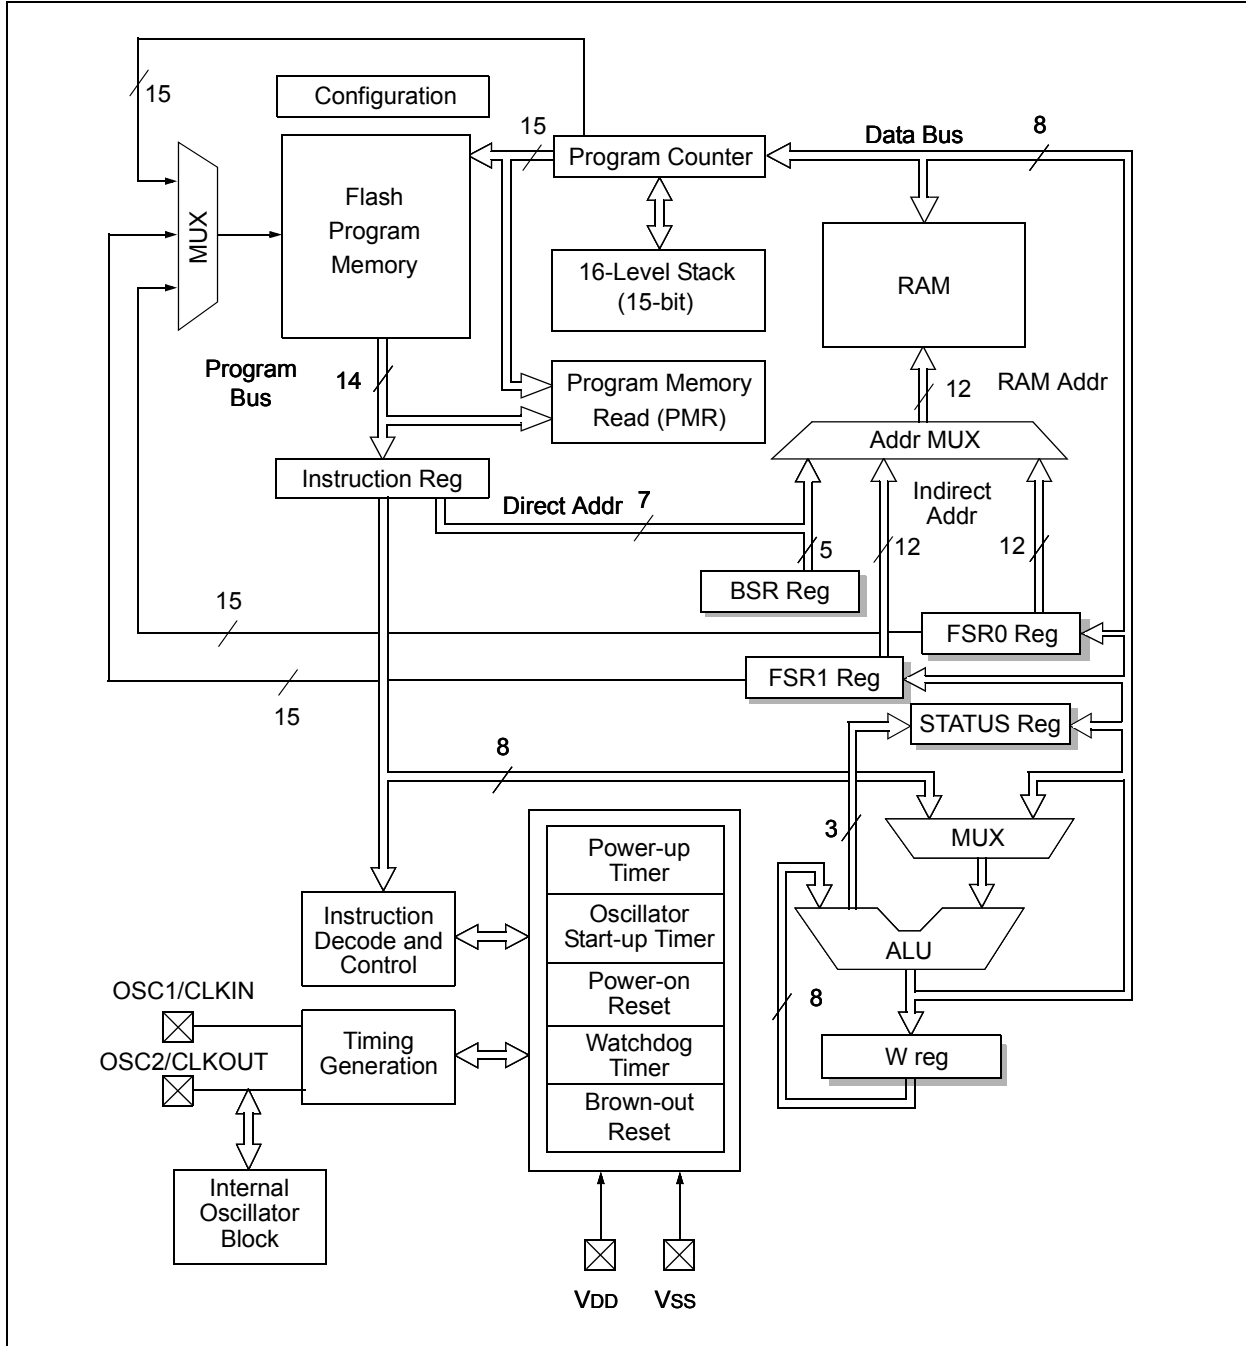 15
Configuration
15
Program Counter
Data Bus
8
MUX
Flash
Program
Memory
16-Level Stack
(15-bit)
RAM
Program
Bus
14
Program Memory
Read (PMR)
12
RAM Addr
Addr MUX
Instruction Reg
Direct Addr
7
Indirect
Addr
5
12
12
BSR Reg
15
FSR0 Reg
FSR1 Reg
15
STATUS Reg
8
3
MUX
Power-up
Timer
Oscillator
Start-up Timer
Power-on
Reset
Watchdog
Timer
Brown-out
Reset
Instruction
Decode and
Control
ALU
OSC1/CLKIN
8
Timing
Generation
OSC2/CLKOUT
W reg
Internal
Oscillator
Block
VDD
VSS